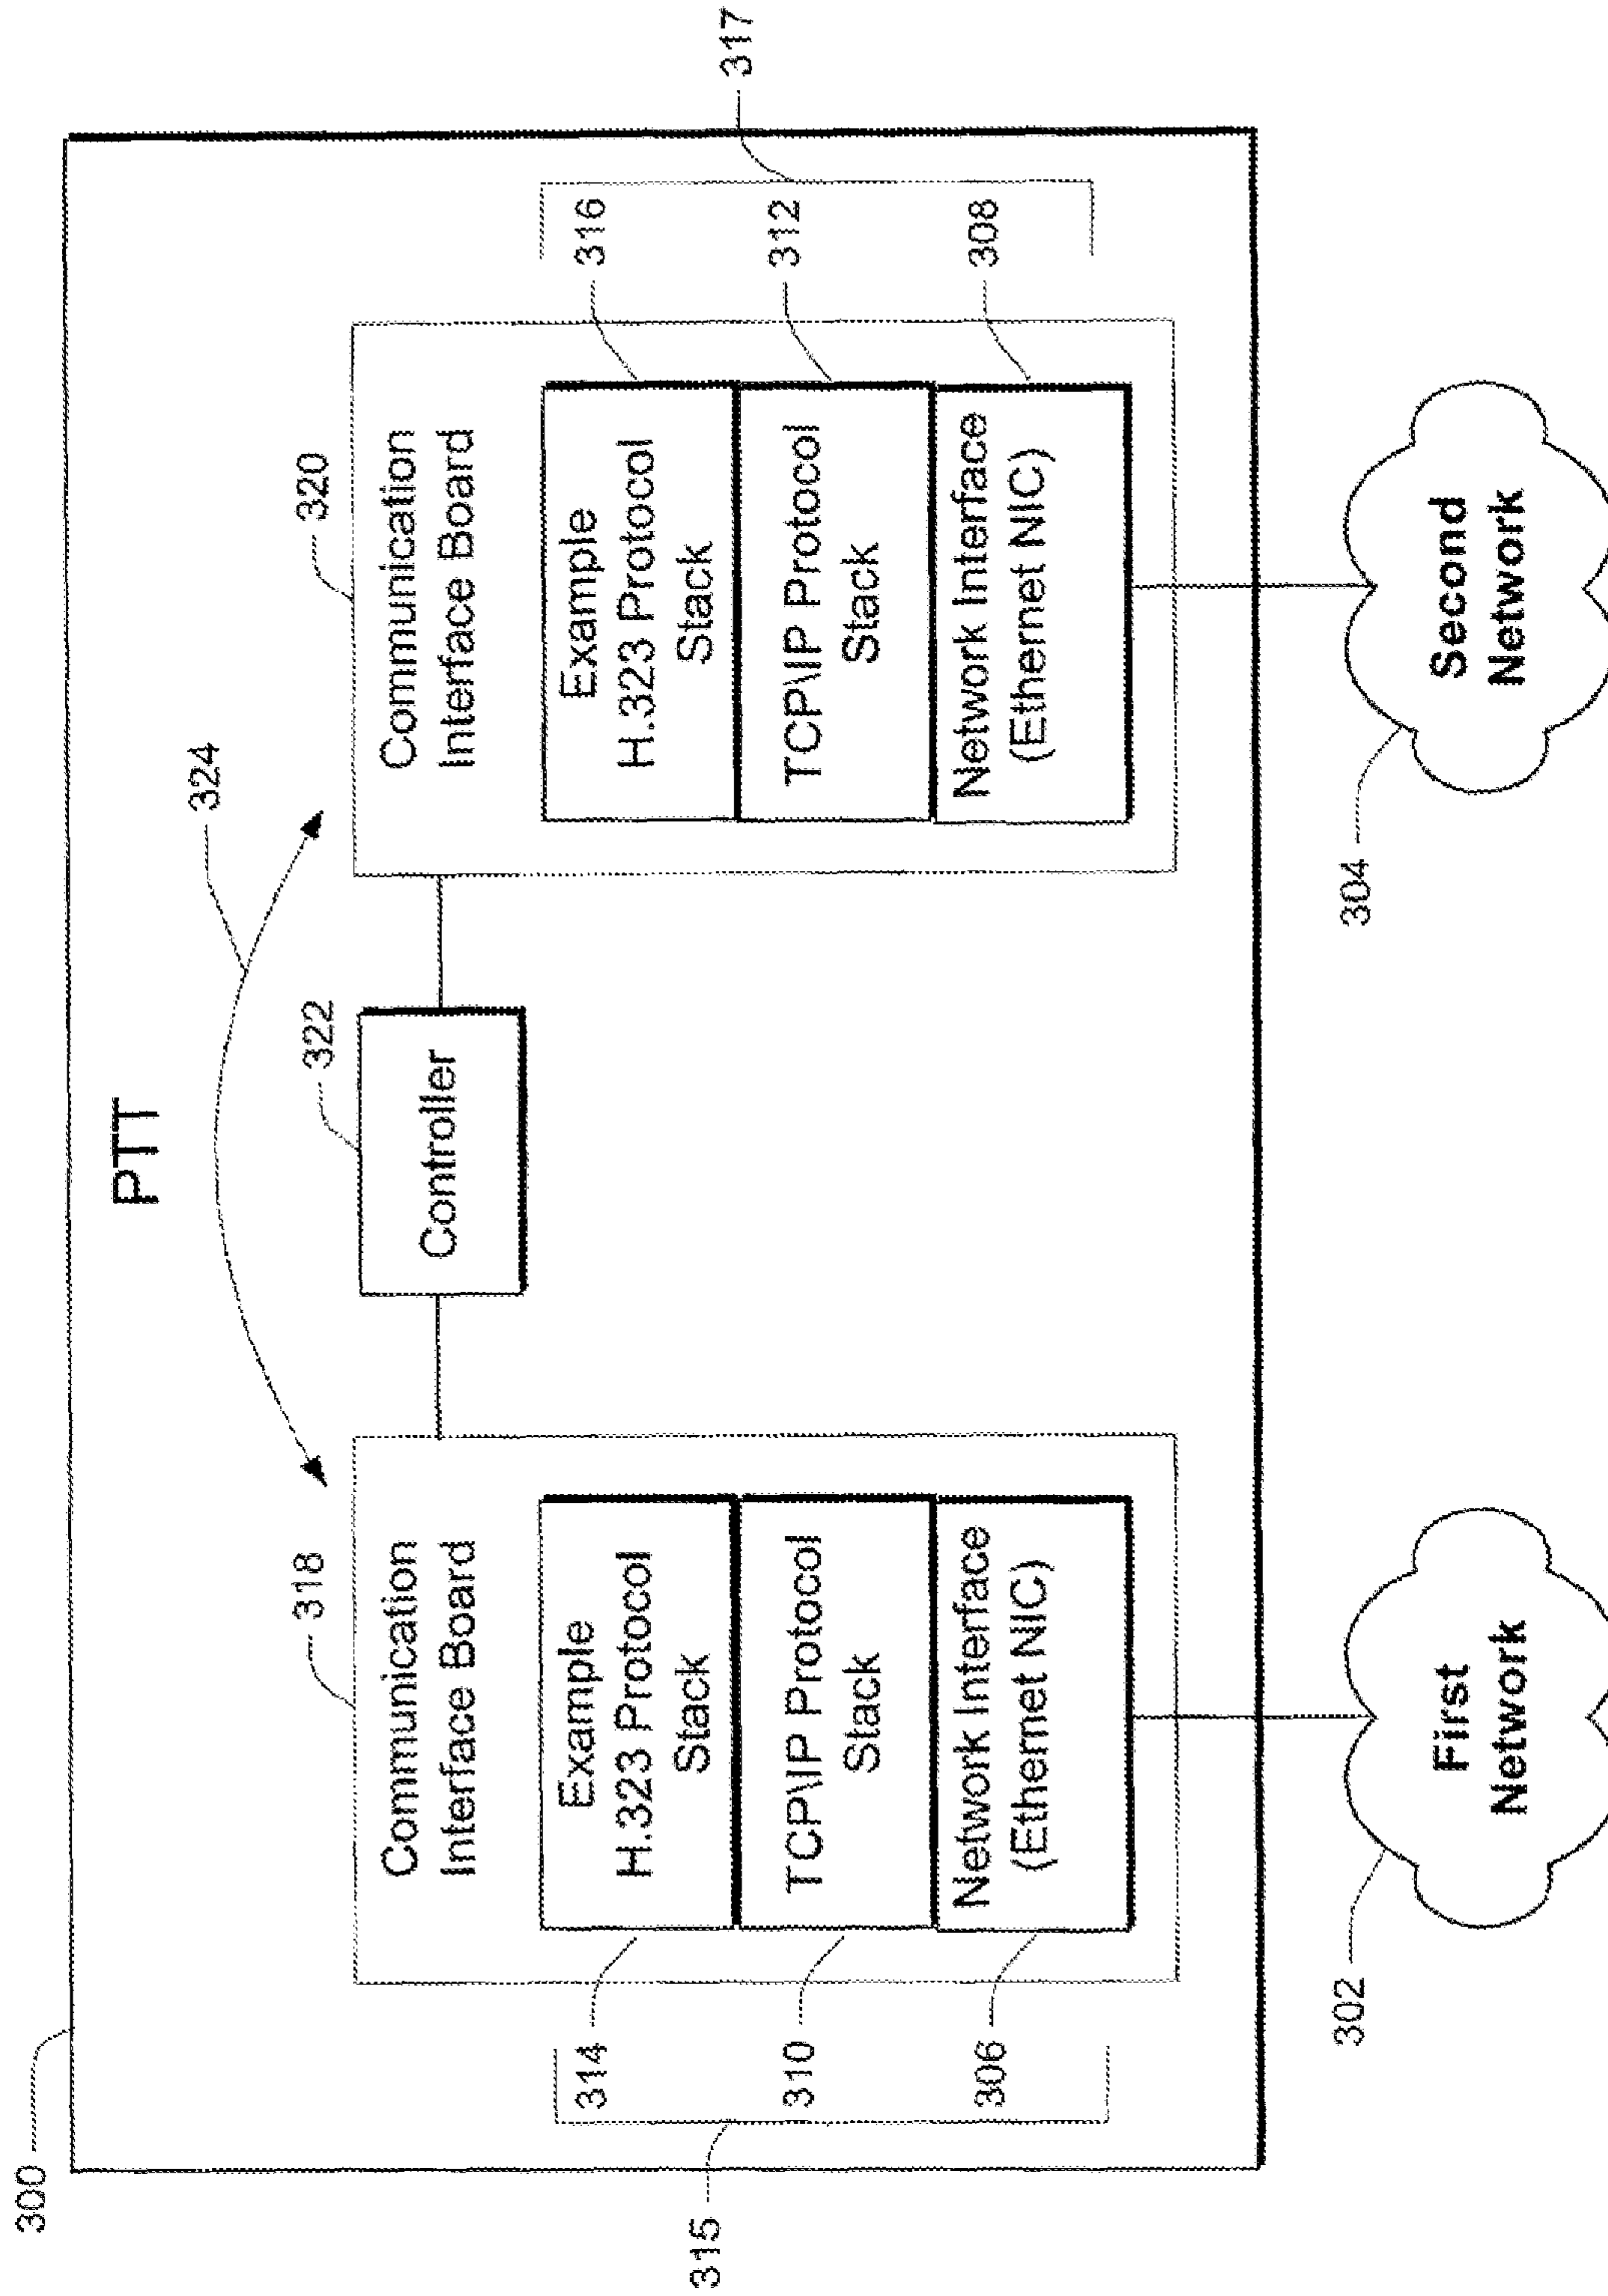 300
PTT
324
318
322
320
Communication
Interface Board
Controller
Communication
Interface Board
314
Example
H.323 Protocol
Stack
Example
H.323 Protocol
Stack
316
315
310
TCP\IP Protocol
Stack
TCP\IP Protocol
Stack
312
317
306
Network Interface
(Ethernet NIC)
Network Interface
(Ethernet NIC)
308
302
First
Network
304
Second
Network